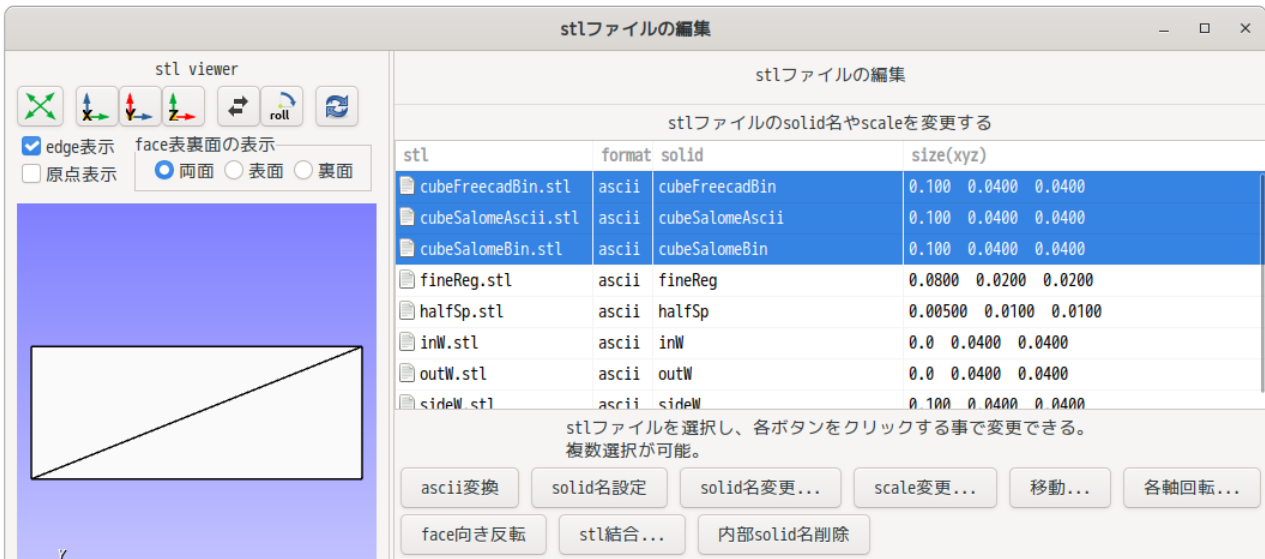 stlファイルの編集
stl viewer
X
Y
Z
roll
edge表示
原点表示
face表裏面の表示
両面 表面 裏面
stlファイルの編集
stlファイルのsolid名やscaleを変更する
stl format solid size(xyz)
cubeFreecadBin.stl ascii cubeFreecadBin 0.100 0.0400 0.0400
cubeSalomeAscii.stl ascii cubeSalomeAscii 0.100 0.0400 0.0400
cubeSalomeBin.stl ascii cubeSalomeBin 0.100 0.0400 0.0400
fineReg.stl ascii fineReg 0.0800 0.0200 0.0200
halfSp.stl ascii halfSp 0.00500 0.0100 0.0100
inW.stl ascii inW 0.0 0.0400 0.0400
outW.stl ascii outW 0.0 0.0400 0.0400
sideW.stl ascii sideW 0.100 0.0400 0.0400
stlファイルを選択し、各ボタンをクリックする事で変更できる。
複数選択が可能。
ascii変換 solid名設定 solid名変更... scale変更... 移動... 各軸回転...
face向き反転 stl結合... 内部solid名削除
Y